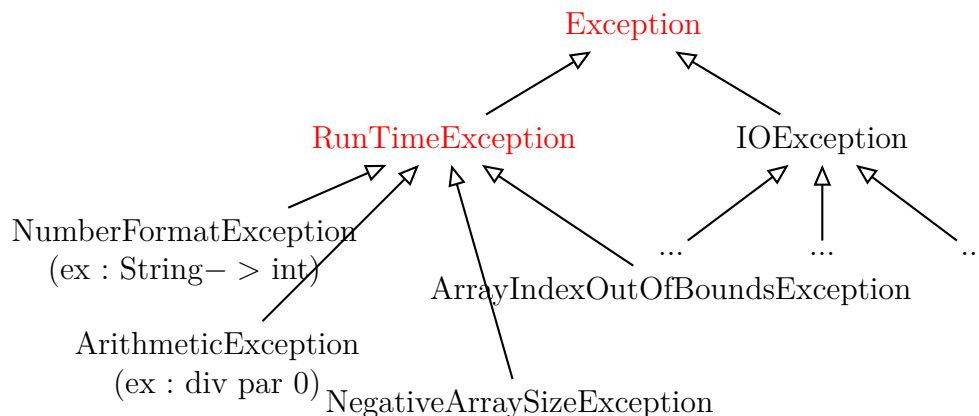 Exception
RunTimeException
IOException
NumberFormatException
(ex : String− > int)
...
...
..
ArrayIndexOutOfBoundsException
ArithmeticException
(ex : div par 0)
NegativeArraySizeException